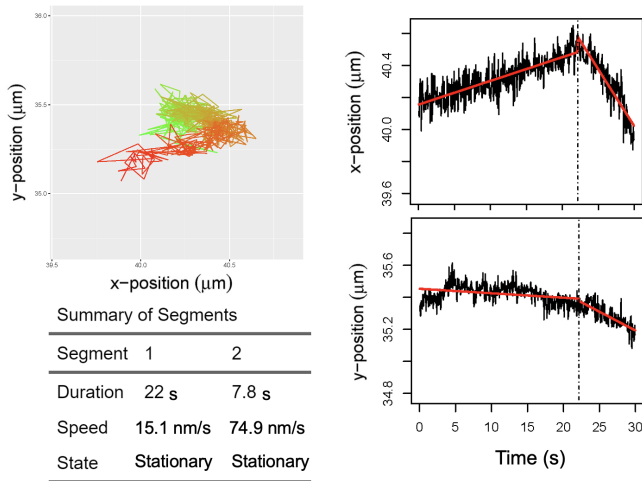 36.0
35.5
35.0
y-position (μm)
39.5 40.0 40.5
x-position (μm)
Summary of Segments
Segment 1 2
Duration 22 s 7.8 s
Speed 15.1 nm/s 74.9 nm/s
State Stationary Stationary
x-position (μm)
39.6 40.0 40.4
y-position (μm)
34.8 35.2 35.6
0 5 10 15 20 25 30
Time (s)